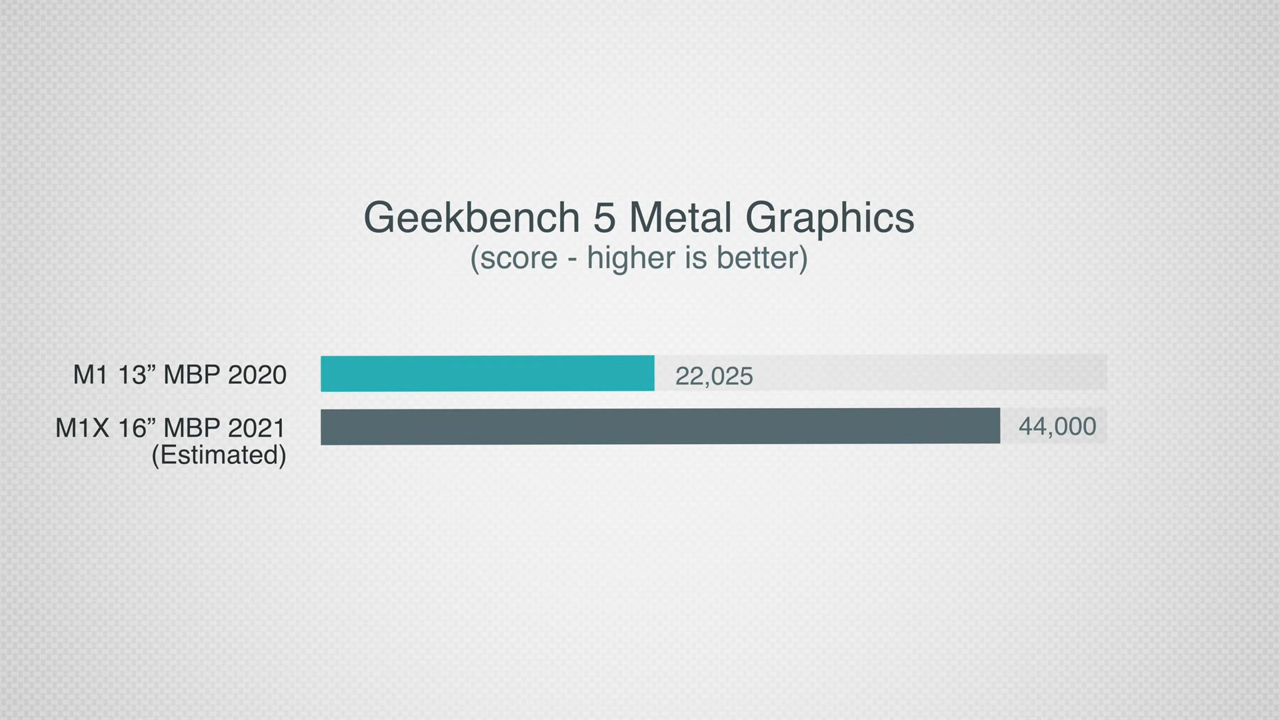 Geekbench 5 Metal Graphics
(score - higher is better)
M1 13” MBP 2020
22,025
M1X 16” MBP 2021
(Estimated)
44,000